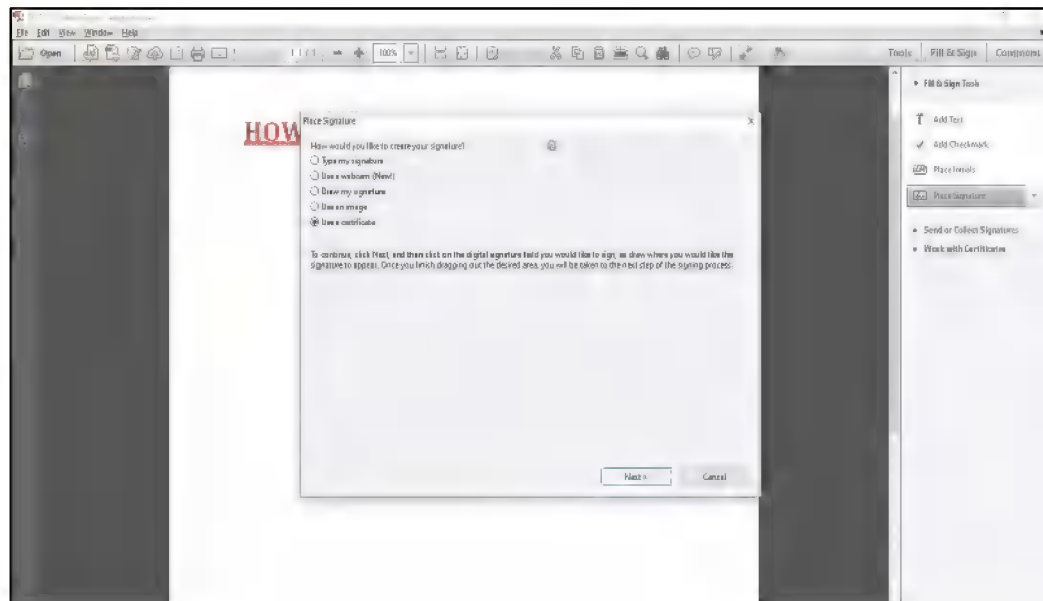 File Edit View Window Help
Open
100%
Tools Fill & Sign Comment
HOW
Place Signature
X
How would you like to create your signature?
Type my signature
Use a webcam (New!)
Draw my signature
Use an image
Use a certificate
To continue, click Next, and then click on the digital signature field you would like to sign, or draw where you would like the
signature to appear. Once you finish dragging out the desired area, you will be taken to the next step of the signing process.
Next >
Cancel
Fill & Sign Tools
Add Text
Add Checkmark
Place Initials
Place Signature
Send or Collect Signatures
Work with Certificates